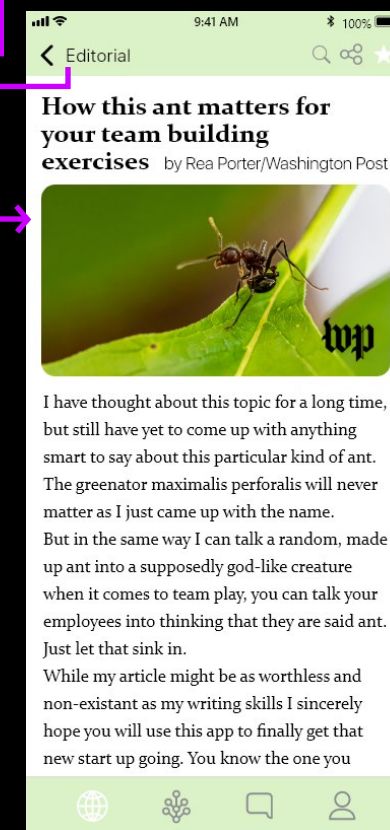 9:41 AM 100%
Editorial
How this ant matters for
your team building
exercises by Rea Porter/Washington Post
wp
I have thought about this topic for a long time,
but still have yet to come up with anything
smart to say about this particular kind of ant.
The greenator maximalis perforalis will never
matter as I just came up with the name.
But in the same way I can talk a random, made
up ant into a supposedly god-like creature
when it comes to team play, you can talk your
employees into thinking that they are said ant.
Just let that sink in.
While my article might be as worthless and
non-existant as my writing skills I sincerely
hope you will use this app to finally get that
new start up going. You know the one you